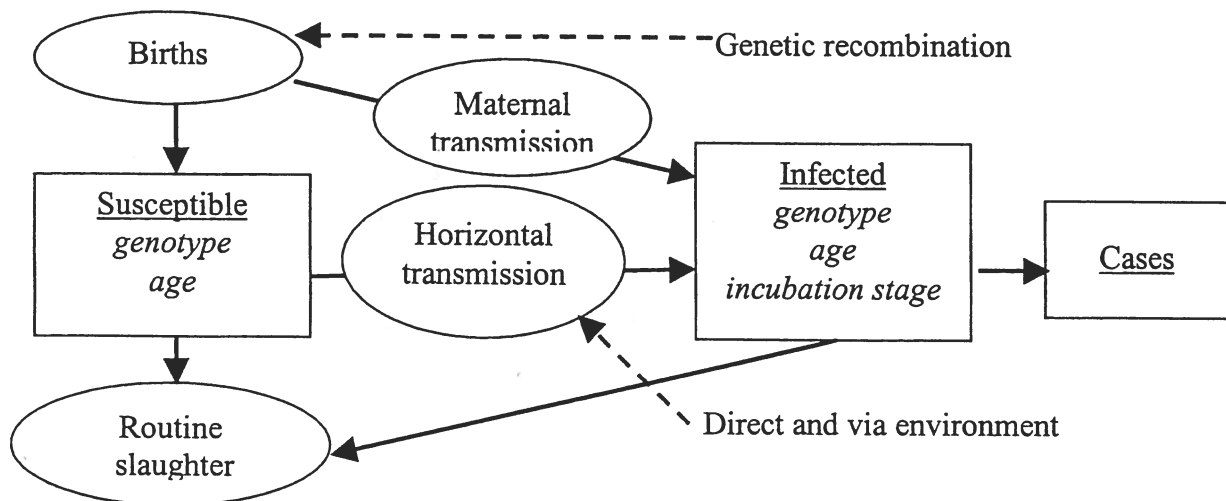 Births
Genetic recombination
Maternal
transmission
Susceptible
genotype
age
Horizontal
transmission
Infected
genotype
age
incubation stage
Cases
Routine
slaughter
Direct and via environment